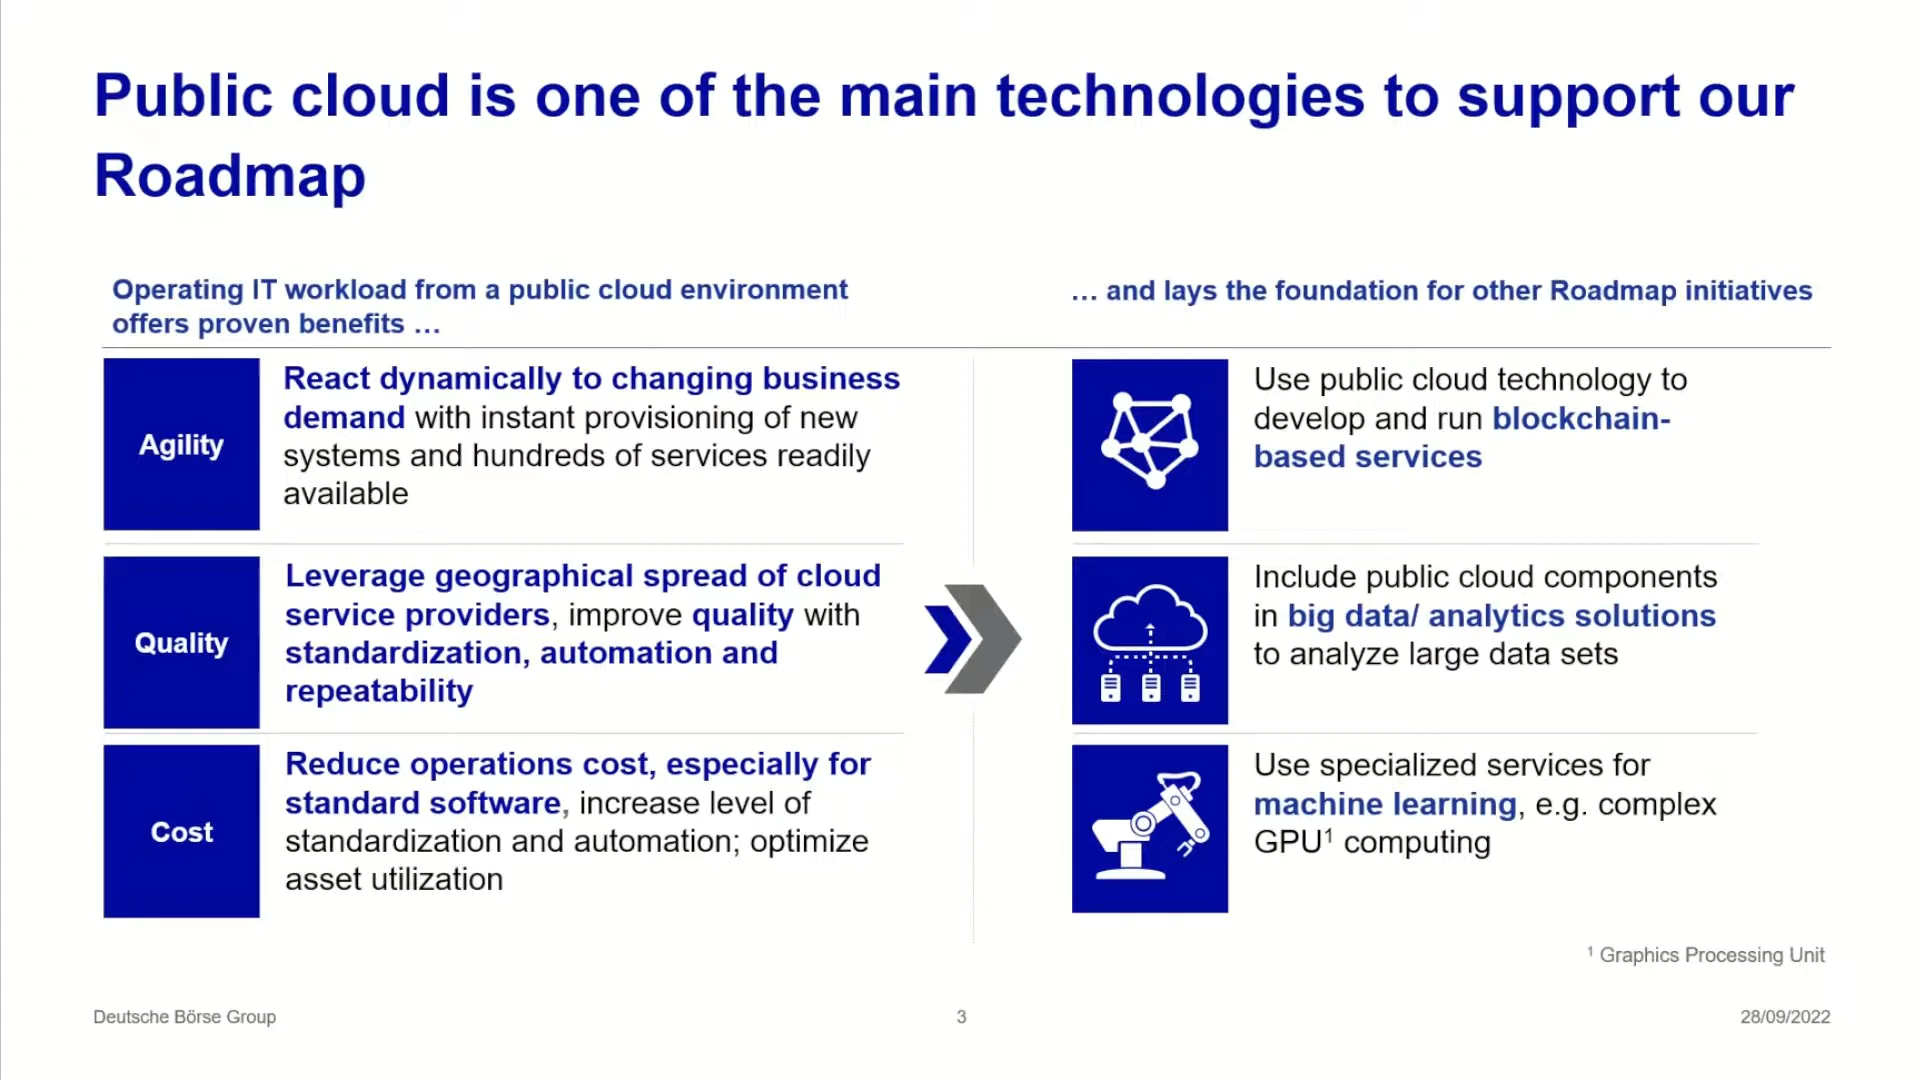 Public cloud is one of the main technologies to support our
Roadmap
Operating IT workload from a public cloud environment
offers proven benefits …
Agility
React dynamically to changing business
demand with instant provisioning of new
systems and hundreds of services readily
available
Quality
Leverage geographical spread of cloud
service providers, improve quality with
standardization, automation and
repeatability
Cost
Reduce operations cost, especially for
standard software, increase level of
standardization and automation; optimize
asset utilization
… and lays the foundation for other Roadmap initiatives
Use public cloud technology to
develop and run blockchain-
based services
Include public cloud components
in big data/ analytics solutions
to analyze large data sets
Use specialized services for
machine learning, e.g. complex
GPU¹ computing
¹ Graphics Processing Unit
Deutsche Börse Group
3
28/09/2022